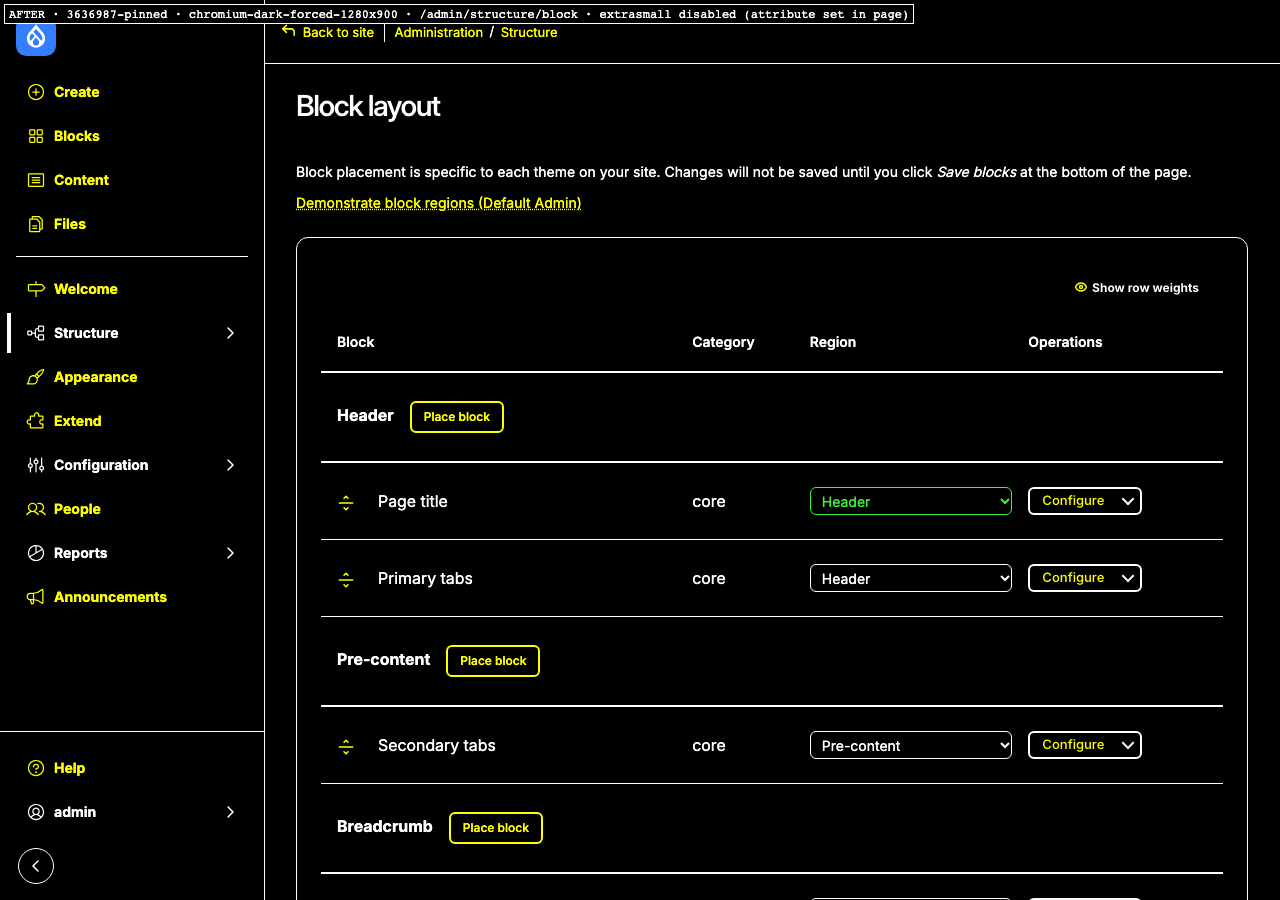 AFTER · 3636987-pinned · chromium-dark-forced-1280x900 · /admin/structure/block · extrasmall disabled (attribute set in page)
Back to site
Administration / Structure
Create
Blocks
Content
Files
Welcome
Structure
Appearance
Extend
Configuration
People
Reports
Announcements
Help
admin
Block layout
Block placement is specific to each theme on your site. Changes will not be saved until you click Save blocks at the bottom of the page.
Demonstrate block regions (Default Admin)
Show row weights
Block Category Region Operations
Header Place block
Page title core Header Configure
Primary tabs core Header Configure
Pre-content Place block
Secondary tabs core Pre-content Configure
Breadcrumb Place block